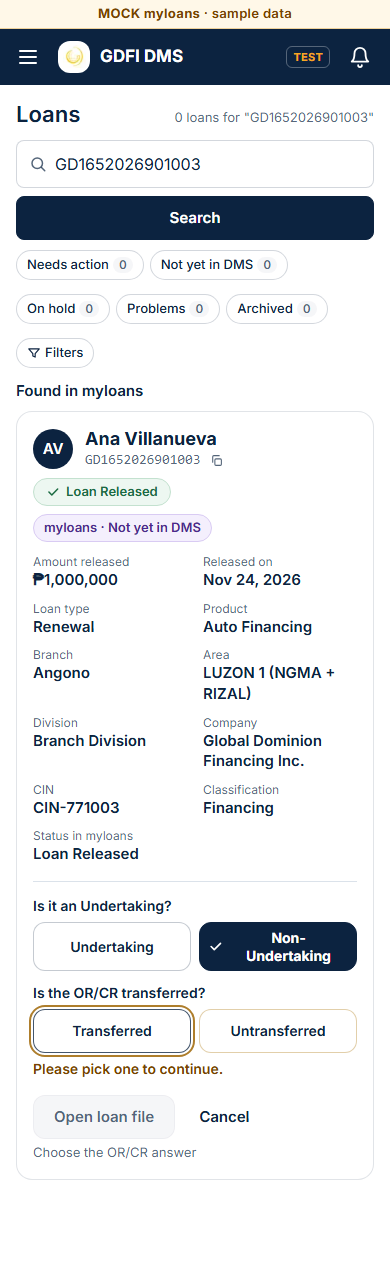 MOCK myloans · sample data
GDFI DMS
TEST
Loans
0 loans for "GD1652026901003"
GD1652026901003
Search
Needs action 0
Not yet in DMS 0
On hold 0
Problems 0
Archived 0
Filters
Found in myloans
AV
Ana Villanueva
GD1652026901003
Loan Released
myloans · Not yet in DMS
Amount released
₱1,000,000
Released on
Nov 24, 2026
Loan type
Renewal
Product
Auto Financing
Branch
Angono
Area
LUZON 1 (NGMA +
RIZAL)
Division
Branch Division
Company
Global Dominion
Financing Inc.
CIN
CIN-771003
Classification
Financing
Status in myloans
Loan Released
Is it an Undertaking?
Undertaking
Non-
Undertaking
Is the OR/CR transferred?
Transferred
Untransferred
Please pick one to continue.
Open loan file
Cancel
Choose the OR/CR answer